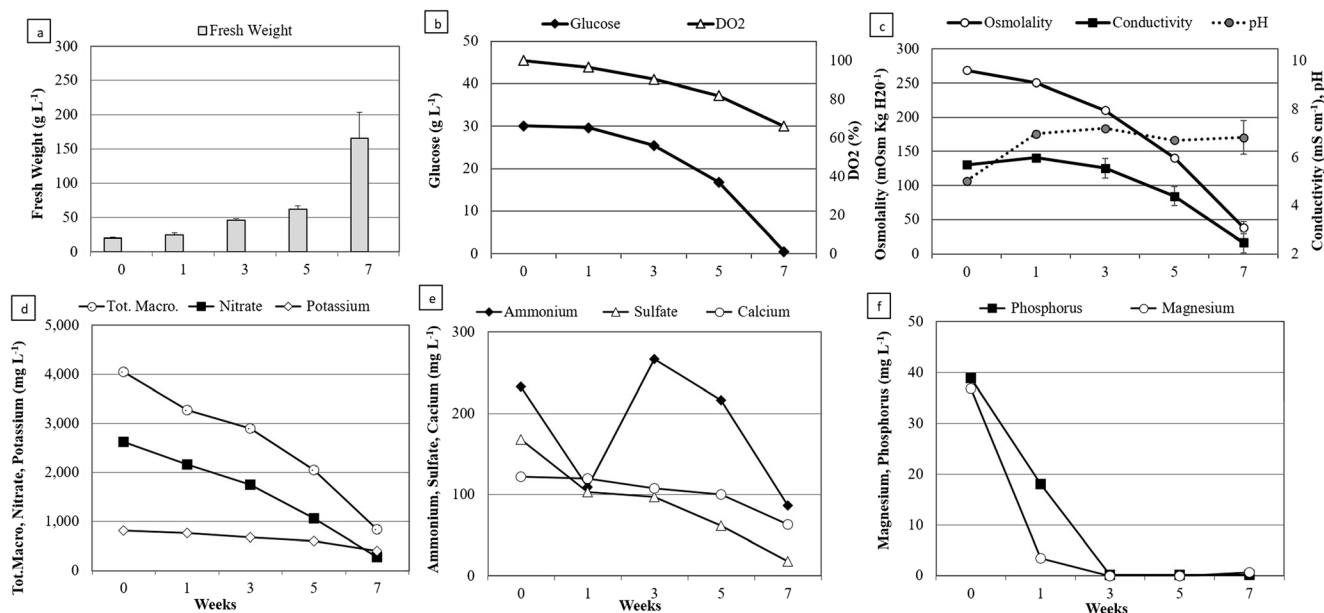 a
Fresh Weight
Fresh Weight (g L-1)
300
250
200
150
100
50
0
0 1 3 5 7
b
Glucose DO2
Glucose (g L-1)
50
40
30
20
10
0
DO2 (%)
100
80
60
40
20
0
0 1 3 5 7
c
Osmolality Conductivity pH
Osmolality (mOsm Kg H20-1)
300
250
200
150
100
50
0
Conductivity (mS cm-1), pH
10
8
6
4
2
0 1 3 5 7
d
Tot. Macro. Nitrate Potassium
Tot.Macro, Nitrate, Potassium (mg L-1)
5,000
4,000
3,000
2,000
1,000
0
0 1 3 5 7
Weeks
e
Ammonium Sulfate Calcium
Ammonium, Sulfate, Cacium (mg L-1)
300
200
100
0
0 1 3 5 7
Weeks
f
Phosphorus Magnesium
Magnesium, Phosphorus (mg L-1)
50
40
30
20
10
0
0 1 3 5 7
Weeks